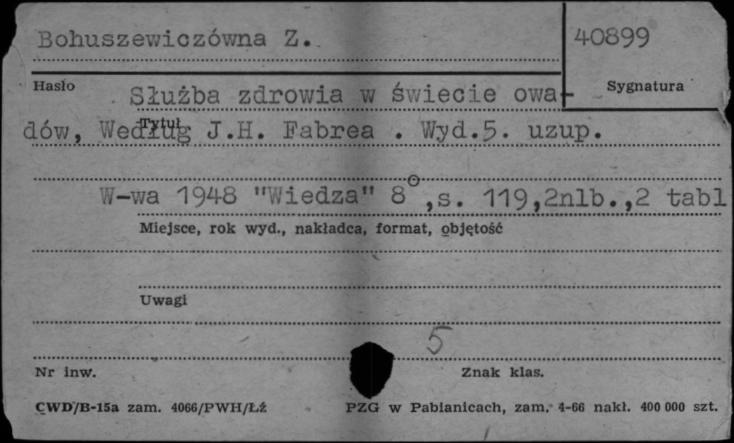 Bohuszewiczówna Z.
40899
Hasło
Sygnatura
Służba zdrowia w świecie owa-
dów, Według J.H. Fabrea . Wyd.5. uzup.
Tytuł
W-wa 1948 "Wiedza" 8°,s. 119,2nlb.,2 tabl
Miejsce, rok wyd., nakładca, format, objętość
Uwagi
5
Nr inw.
Znak klas.
CWD/B-15a zam. 4066/PWH/Łź
PZG w Pabianicach, zam. 4-66 nakł. 400 000 szt.